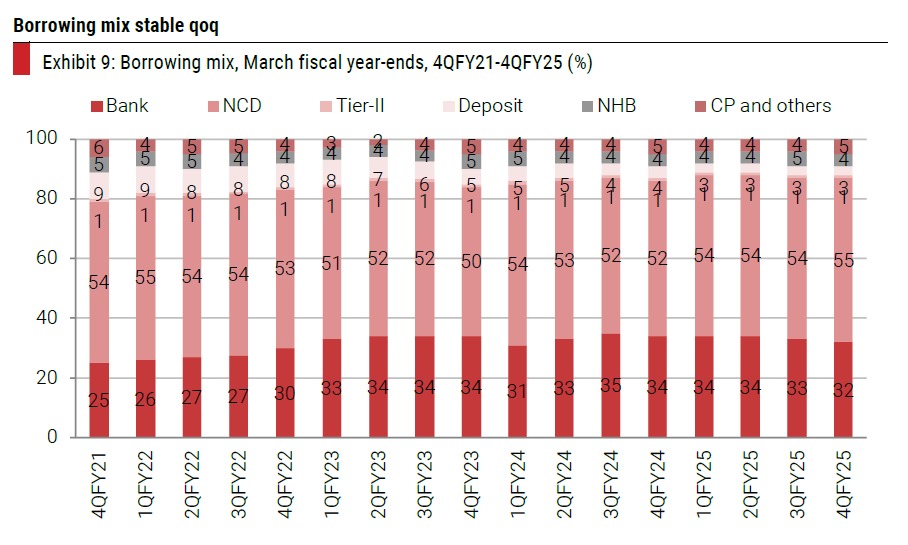 Borrowing mix stable qoq
Exhibit 9: Borrowing mix, March fiscal year-ends, 4QFY21-4QFY25 (%)
Bank NCD Tier-II Deposit NHB CP and others
100
80
60
40
20
0
6 4 5 5 4 3 2 4 5 4 4 4 5 4 4 4 5
5 5 5 4 4 4 4 4 5 5 4 4 4 4 4 5 4
9 9 8 8 8 8 7 6 5 5 5 4 4 3 3 3 3
1 1 1 1 1 1 1 1 1 1 1 1 1 1 1 1 1
54 55 54 54 53 51 52 52 50 54 53 52 52 54 54 54 55
25 26 27 27 30 33 34 34 34 31 33 35 34 34 34 33 32
4QFY21 1QFY22 2QFY22 3QFY22 4QFY22 1QFY23 2QFY23 3QFY23 4QFY23 1QFY24 2QFY24 3QFY24 4QFY24 1QFY25 2QFY25 3QFY25 4QFY25